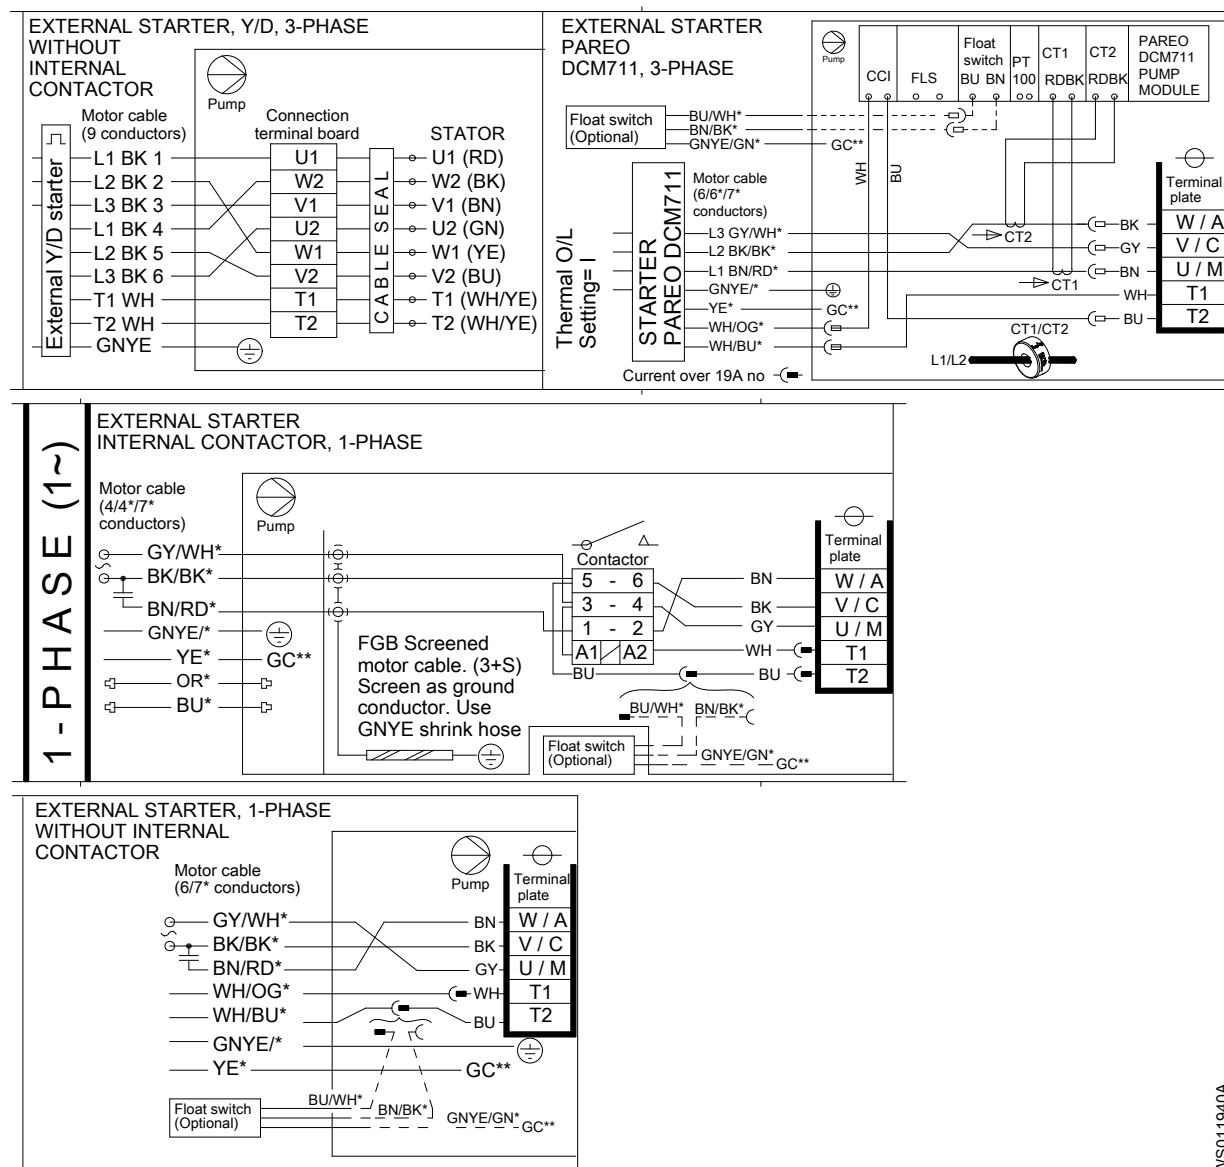 EXTERNAL STARTER, Y/D, 3-PHASE
WITHOUT
INTERNAL
CONTACTOR
Pump
Motor cable
(9 conductors)
Connection
terminal board
STATOR
External Y/D starter
L1 BK 1
L2 BK 2
L3 BK 3
L1 BK 4
L2 BK 5
L3 BK 6
T1 WH
T2 WH
GNYE
U1
W2
V1
U2
W1
V2
T1
T2
CABLE SEAL
U1 (RD)
W2 (BK)
V1 (BN)
U2 (GN)
W1 (YE)
V2 (BU)
T1 (WH/YE)
T2 (WH/YE)
EXTERNAL STARTER
PAREO
DCM711, 3-PHASE
Pump
CCI
FLS
Float
switch
BU BN
PT
100
CT1
RDBK
CT2
RDBK
PAREO
DCM711
PUMP
MODULE
Float switch
(Optional)
BU/WH*
BN/BK*
GNYE/GN*
GC**
WH
BU
Thermal O/L
Setting= I
STARTER
PAREO DCM711
Motor cable
(6/6*/7*
conductors)
L3 GY/WH*
L2 BK/BK*
L1 BN/RD*
GNYE/*
YE*
GC**
WH/OG*
WH/BU*
CT2
CT1
BK
GY
BN
WH
BU
Terminal
plate
W / A
V / C
U / M
T1
T2
CT1/CT2
L1/L2
Current over 19A no
1-PHASE (1~)
EXTERNAL STARTER
INTERNAL CONTACTOR, 1-PHASE
Motor cable
(4/4*/7*
conductors)
Pump
GY/WH*
BK/BK*
BN/RD*
GNYE/*
YE*
GC**
OR*
BU*
FGB Screened
motor cable. (3+S)
Screen as ground
conductor. Use
GNYE shrink hose
Contactor
5 - 6
3 - 4
1 - 2
A1 A2
BU
BN
BK
GY
WH
BU
Terminal
plate
W / A
V / C
U / M
T1
T2
BU/WH*
BN/BK*
Float switch
(Optional)
GNYE/GN*
GC**
EXTERNAL STARTER, 1-PHASE
WITHOUT INTERNAL
CONTACTOR
Motor cable
(6/7* conductors)
Pump
Terminal
plate
GY/WH*
BK/BK*
BN/RD*
WH/OG*
WH/BU*
GNYE/*
YE*
GC**
BN
BK
GY
WH
BU
W / A
V / C
U / M
T1
T2
Float switch
(Optional)
BU/WH*
BN/BK*
GNYE/GN*
GC**
WS011940A